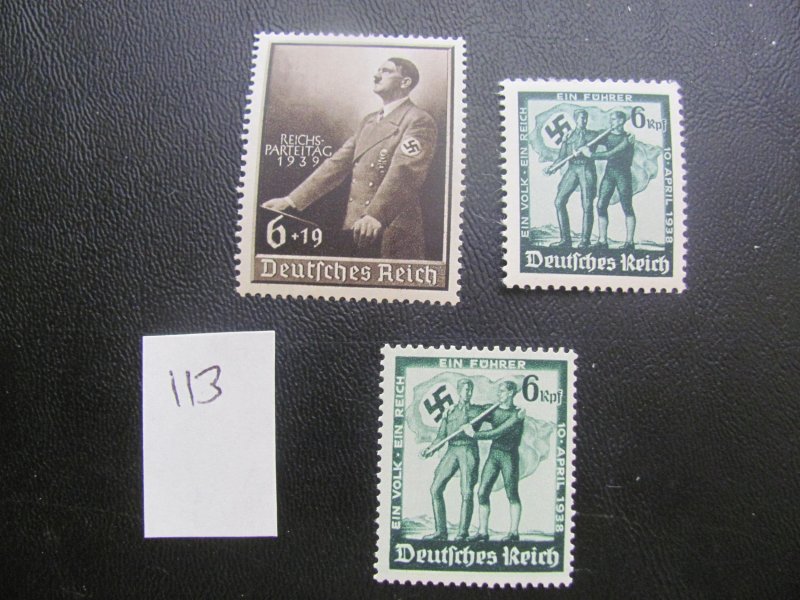 REICHS-
PARTEITAG
1939
6+19
Deutsches Reich
EIN VOLK · EIN REICH
EIN FÜHRER
6 Rpf
10· APRIL 1938
Deutsches Reich
113
EIN VOLK · EIN REICH
EIN FÜHRER
6 Rpf
10· APRIL 1938
Deutsches Reich